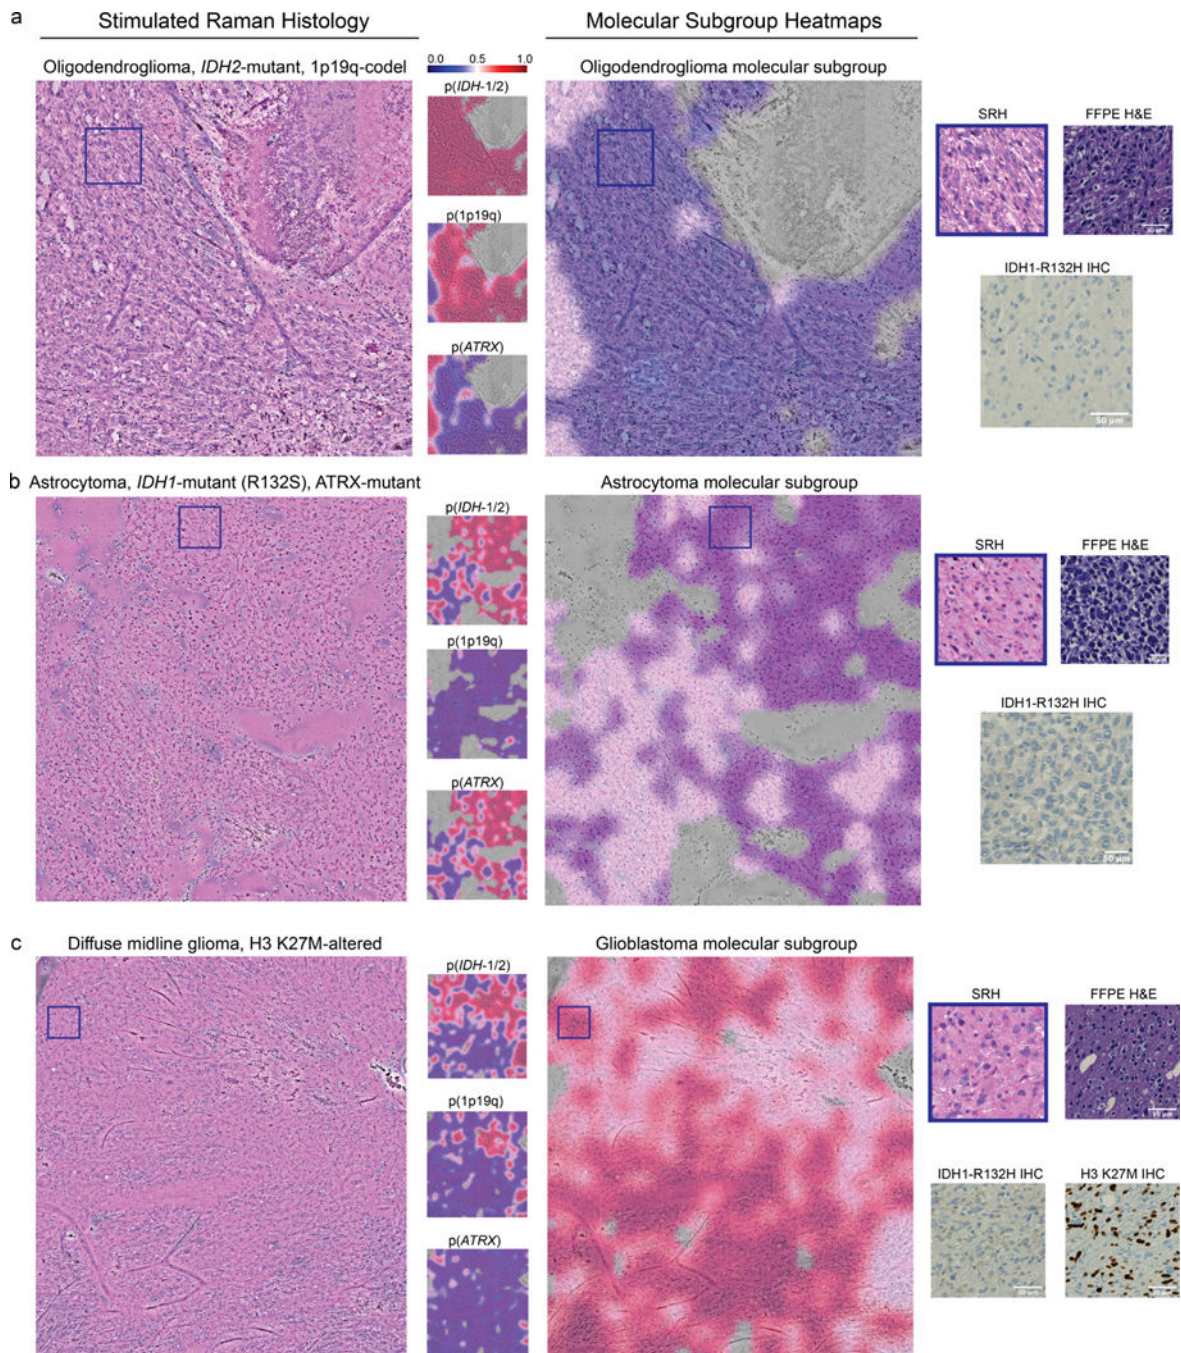 a
Stimulated Raman Histology
Molecular Subgroup Heatmaps
Oligodendroglioma, IDH2-mutant, 1p19q-codel
0.0 0.5 1.0
Oligodendroglioma molecular subgroup
p(IDH-1/2)
p(1p19q)
p(ATRX)
SRH
FFPE H&E
IDH1-R132H IHC
50 µm
b
Astrocytoma, IDH1-mutant (R132S), ATRX-mutant
Astrocytoma molecular subgroup
p(IDH-1/2)
p(1p19q)
p(ATRX)
SRH
FFPE H&E
IDH1-R132H IHC
50 µm
c
Diffuse midline glioma, H3 K27M-altered
Glioblastoma molecular subgroup
p(IDH-1/2)
p(1p19q)
p(ATRX)
SRH
FFPE H&E
IDH1-R132H IHC
H3 K27M IHC